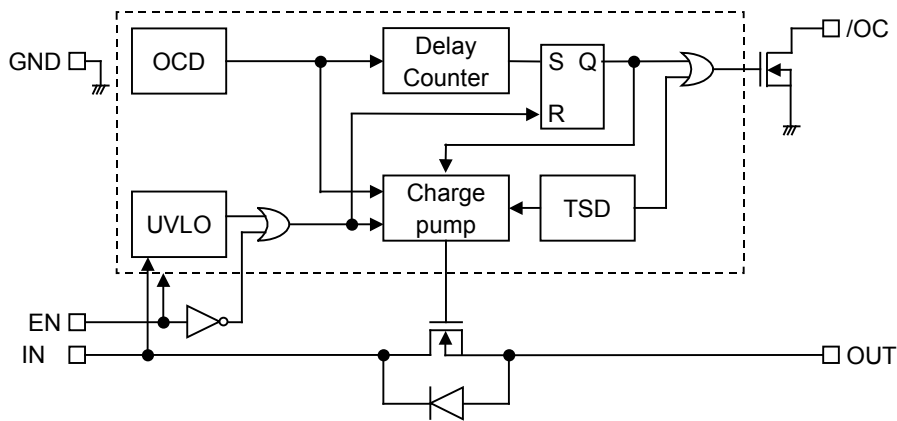 /OC
GND
OCD
Delay
Counter
S Q
R
UVLO
Charge
pump
TSD
EN
IN
OUT